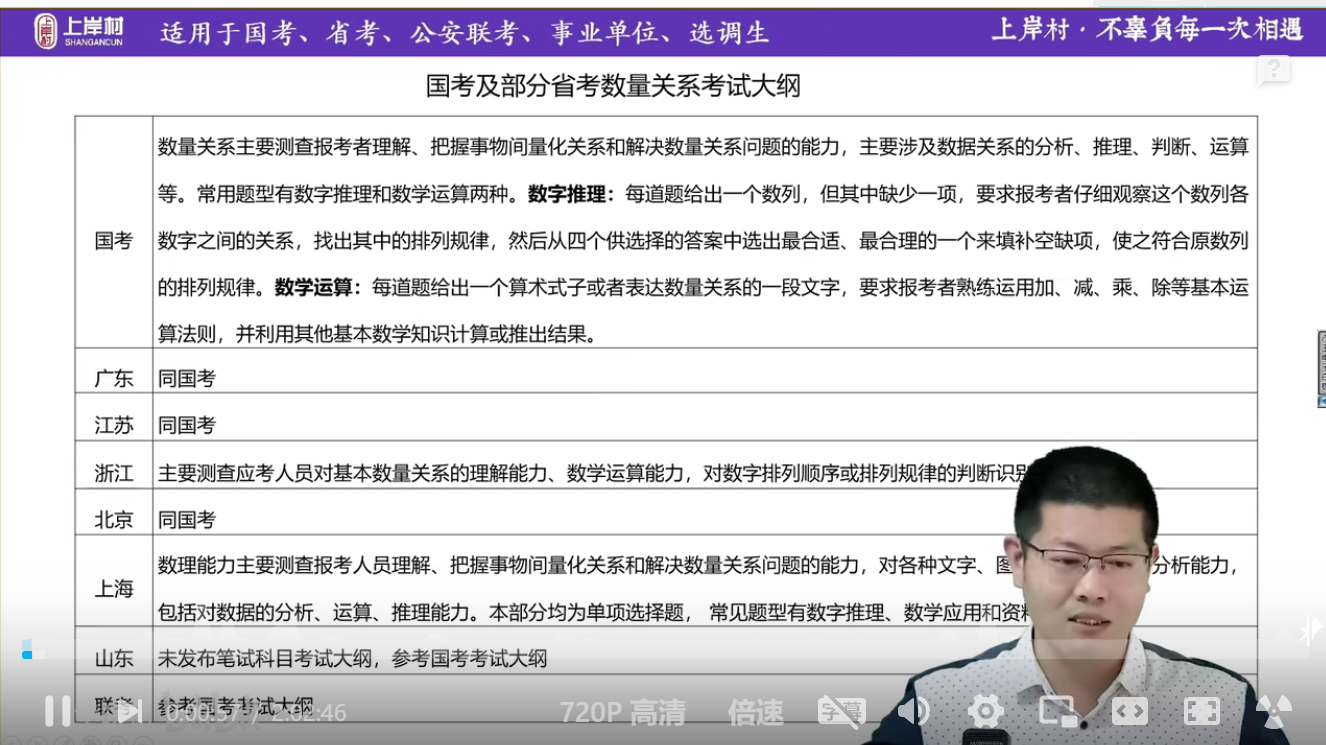 上岸村
SHANGANCUN
适用于国考、省考、公安联考、事业单位、选调生
上岸村·不辜負每一次相遇
?
国考及部分省考数量关系考试大纲
国考
数量关系主要测查报考者理解、把握事物间量化关系和解决数量关系问题的能力，主要涉及数据关系的分析、推理、判断、运算
等。常用题型有数字推理和数学运算两种。数字推理：每道题给出一个数列，但其中缺少一项，要求报考者仔细观察这个数列各
数字之间的关系，找出其中的排列规律，然后从四个供选择的答案中选出最合适、最合理的一个来填补空缺项，使之符合原数列
的排列规律。数学运算：每道题给出一个算术式子或者表达数量关系的一段文字，要求报考者熟练运用加、减、乘、除等基本运
算法则，并利用其他基本数学知识计算或推出结果。
广东 同国考
江苏 同国考
浙江 主要测查应考人员对基本数量关系的理解能力、数学运算能力，对数字排列顺序或排列规律的判断识
北京 同国考
上海
数理能力主要测查报考人员理解、把握事物间量化关系和解决数量关系问题的能力，对各种文字、图 分析能力，
包括对数据的分析、运算、推理能力。本部分均为单项选择题， 常见题型有数字推理、数学应用和资料
山东 未发布笔试科目考试大纲，参考国考考试大纲
联考 参考国考考试大纲
0:00:37 / 2:02:46
720P 高清
倍速
字幕